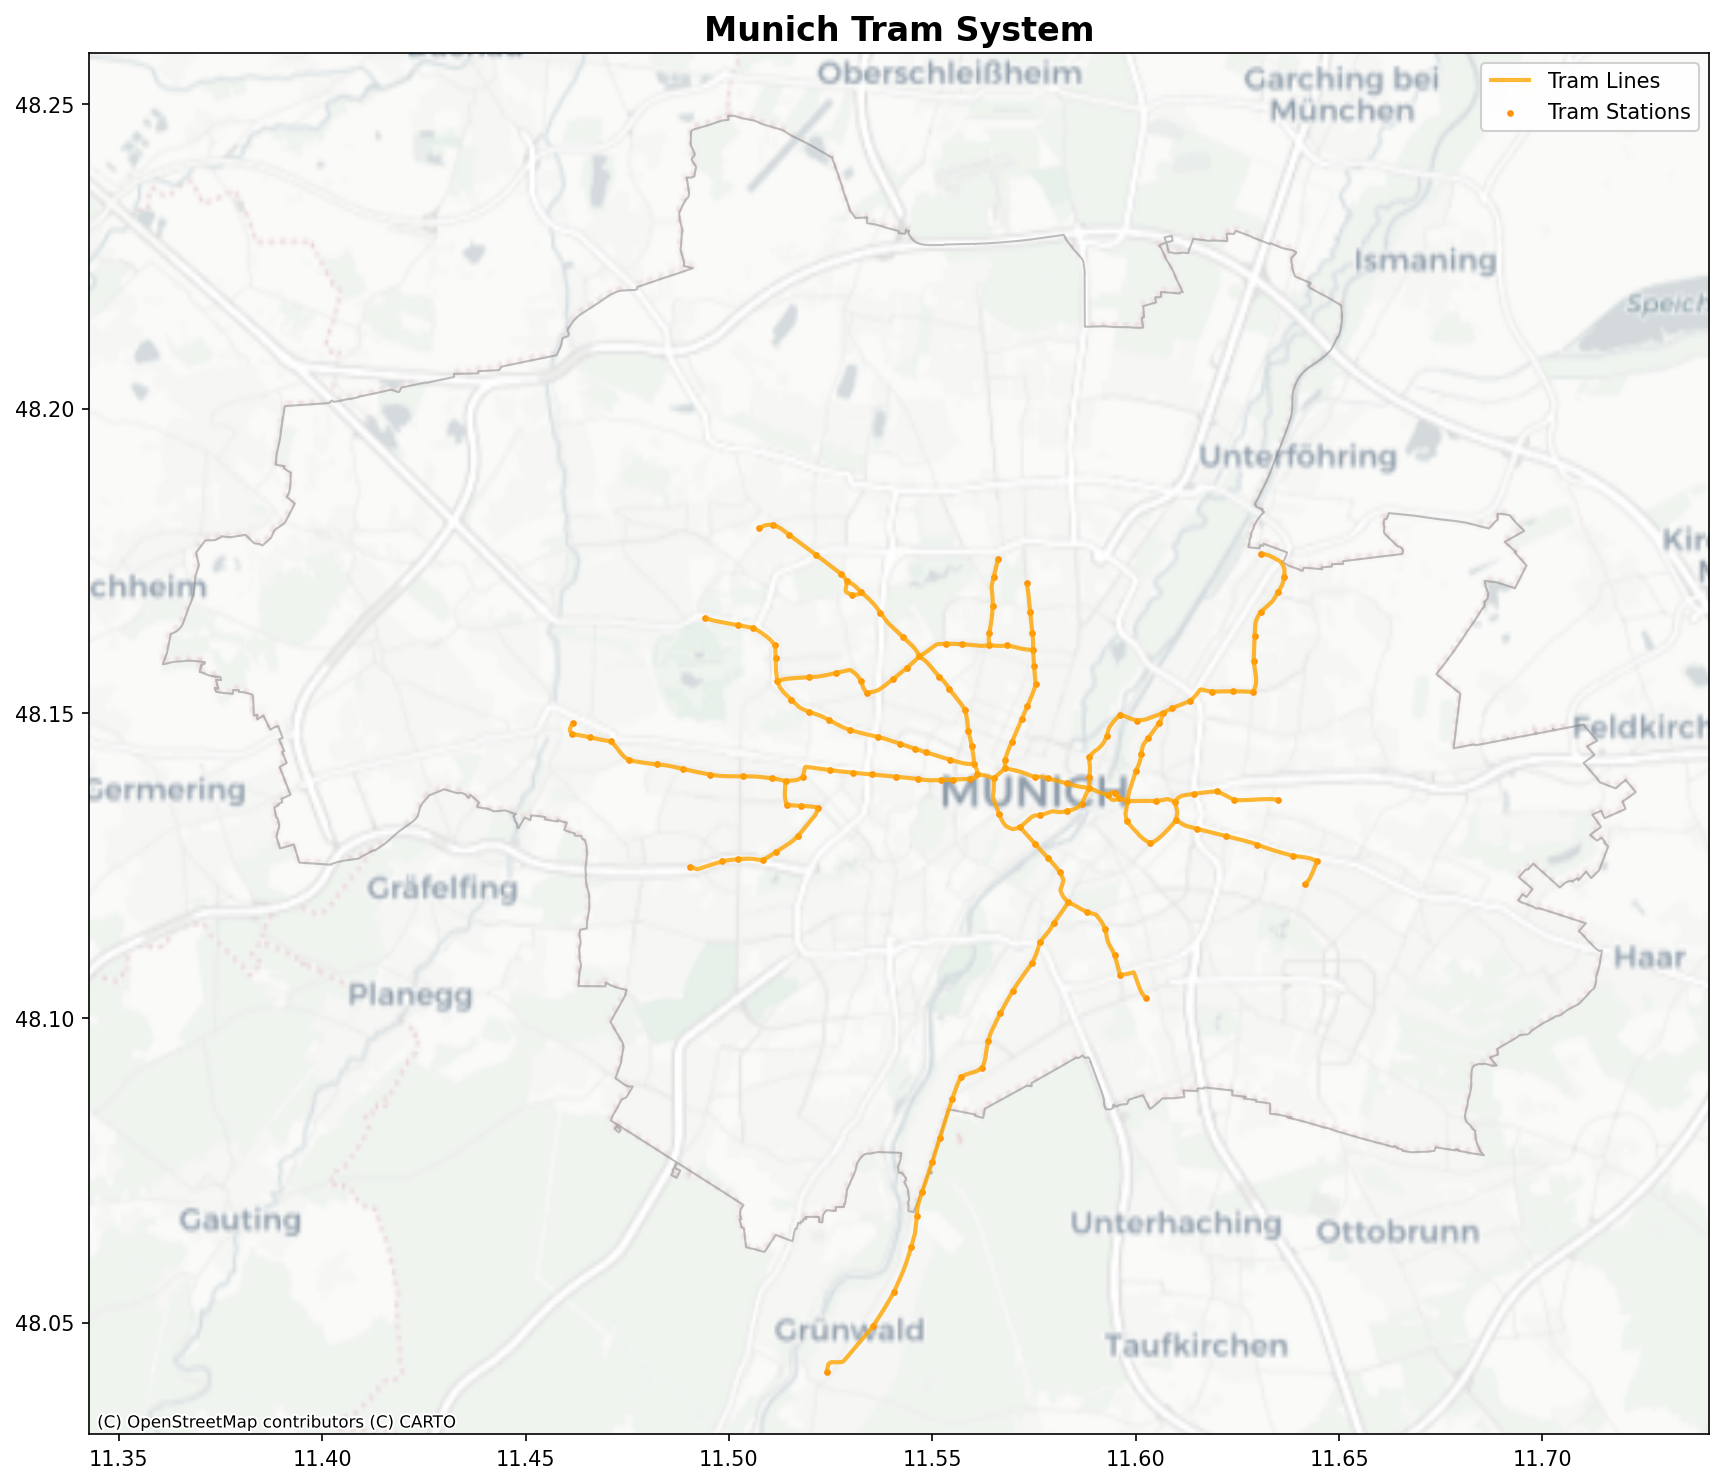 Munich Tram System
Oberschleißheim
Garching bei
München
Tram Lines
Tram Stations
Ismaning
Speich
Unterföhring
Kir
chheim
Feldkirch
Germering
MUNICH
Gräfelfing
Haar
Planegg
Gauting
Unterhaching
Ottobrunn
Grünwald
Taufkirchen
(C) OpenStreetMap contributors (C) CARTO
48.25
48.20
48.15
48.10
48.05
11.35
11.40
11.45
11.50
11.55
11.60
11.65
11.70